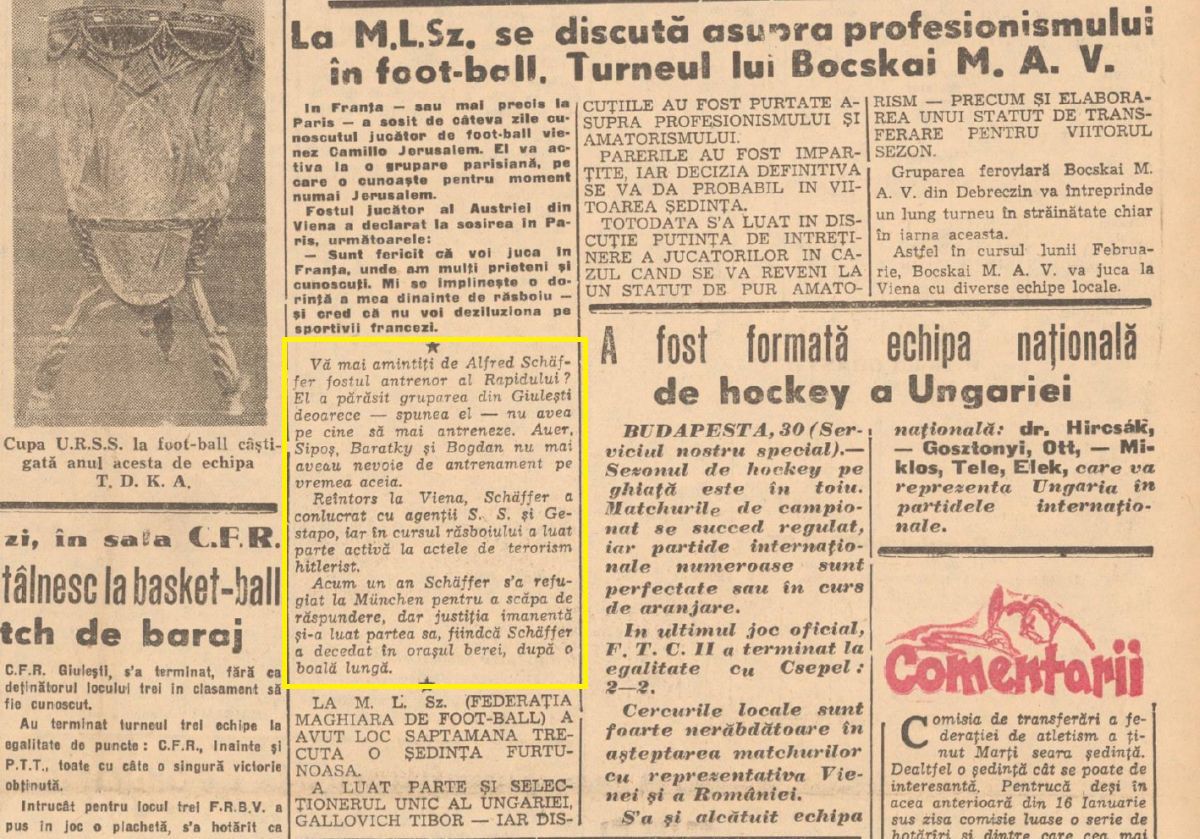 La M.L.Sz. se discută asupra profesionismului
în foot-ball. Turneul lui Bocskai M. A. V.
In Franța — sau mai precis la
Paris — a sosit de câteva zile cu-
noscutul jucător de foot-ball vie-
nez Camillo Jerusalem. El va ac-
tiva la o grupare parisiană, pe
care o cunoaște pentru moment
numai Jerusalem.
Fostul jucător al Austriei din
Viena a declarat la sosirea în Pa-
ris, următoarele:
— Sunt fericit că voi juca în
Franța, unde am mulți prieteni și
cunoscuți. Mi se împlinește o do-
rință a mea dinainte de răsboiu —
și cred că nu voi deziluziona pe
sportivii francezi.
Vă mai amintiți de Alfred Schäf-
fer fostul antrenor al Rapidului?
El a părăsit gruparea din Giulești
deoarece — spunea el — nu avea
pe cine să mai antreneze. Auer,
Sipoș, Baratky și Bogdan nu mai
aveau nevoie de antrenament pe
vremea aceia.
Reîntors la Viena, Schäffer a
conlucrat cu agenții S. S. și Ge-
stapo, iar în cursul răsboiului a luat
parte activă la actele de terorism
hitlerist.
Acum un an Schäffer s'a refu-
giat la München pentru a scăpa de
răspundere, dar justiția imanentă
și-a luat partea sa, fiindcă Schäffer
a decedat în orașul berei, după o
boală lungă.
LA M. L. Sz. (FEDERAȚIA
MAGHIARA DE FOOT-BALL) A
AVUT LOC SAPTAMANA TRE-
CUTA O ȘEDINȚA FURTU-
NOASA.
A LUAT PARTE ȘI SELEC-
ȚIONERUL UNIC AL UNGARIEI,
GALLOVICH TIBOR — IAR DIS-
CUȚIILE AU FOST PURTATE A-
SUPRA PROFESIONISMULUI ȘI
AMATORISMULUI.
PARERILE AU FOST IMPAR-
ȚITE, IAR DECIZIA DEFINITIVA
SE VA DA PROBABIL IN VII-
TOAREA ȘEDINȚA.
TOTODATA S'A LUAT IN DIS-
CUȚIE PUTINȚA DE INTREȚI-
NERE A JUCATORILOR IN CA-
ZUL CAND SE VA REVENI LA
UN STATUT DE PUR AMATO-
RISM — PRECUM ȘI ELABORA-
REA UNUI STATUT DE TRANS-
FERARE PENTRU VIITORUL
SEZON.
Gruparea feroviară Bocskai M.
A. V. din Debreczin va întreprinde
un lung turneu în străinătate chiar
în iarna aceasta.
Astfel în cursul lunii Februa-
rie, Bocskai M. A. V. va juca la
Viena cu diverse echipe locale.
A fost formată echipa națională
de hockey a Ungariei
BUDAPESTA, 30 (Ser-
viciul nostru special).—
Sezonul de hockey pe
ghiață este în toiu.
Matchurile de campio-
nat se succed regulat,
iar partide internațio-
nale numeroase sunt
perfectate sau în curs
de aranjare.
In ultimul joc oficial,
F. T. C. II a terminat la
egalitate cu Csepel:
2—2.
Cercurile locale sunt
foarte nerăbdătoare în
așteptarea matchurilor
cu reprezentativa Vie-
nei și a României.
S'a și alcătuit echipa
națională: dr. Hircsák,
— Gosztonyi, Ott, — Mi-
klos, Tele, Elek, care va
reprezenta Ungaria în
partidele internațio-
nale.
Comentarii
Comisia de transferări a fe-
derației de atletism a ți-
nut Marți seara ședință.
Dealtfel o ședință cât se poate de
interesantă. Pentrucă deși în
acea anterioară din 16 Ianuarie
sus zisa comisie luase o serie de
hotărîri și dintre care cea mai
Cupa U.R.S.S. la foot-ball câști-
gată anul acesta de echipa
T. D. K. A.
zi, în sala C.F.R.
tâlnesc la basket-ball
tch de baraj
C.F.R. Giulești, s'a terminat, fără ca
deținătorul locului trei în clasament să
fie cunoscut.
Au terminat turneul trei echipe la
egalitate de puncte: C.F.R., Inainte și
P.T.T., toate cu câte o singură victorie
obținută.
Intrucât pentru locul trei F.R.B.V. a
pus în joc o plachetă, s'a hotărit ca